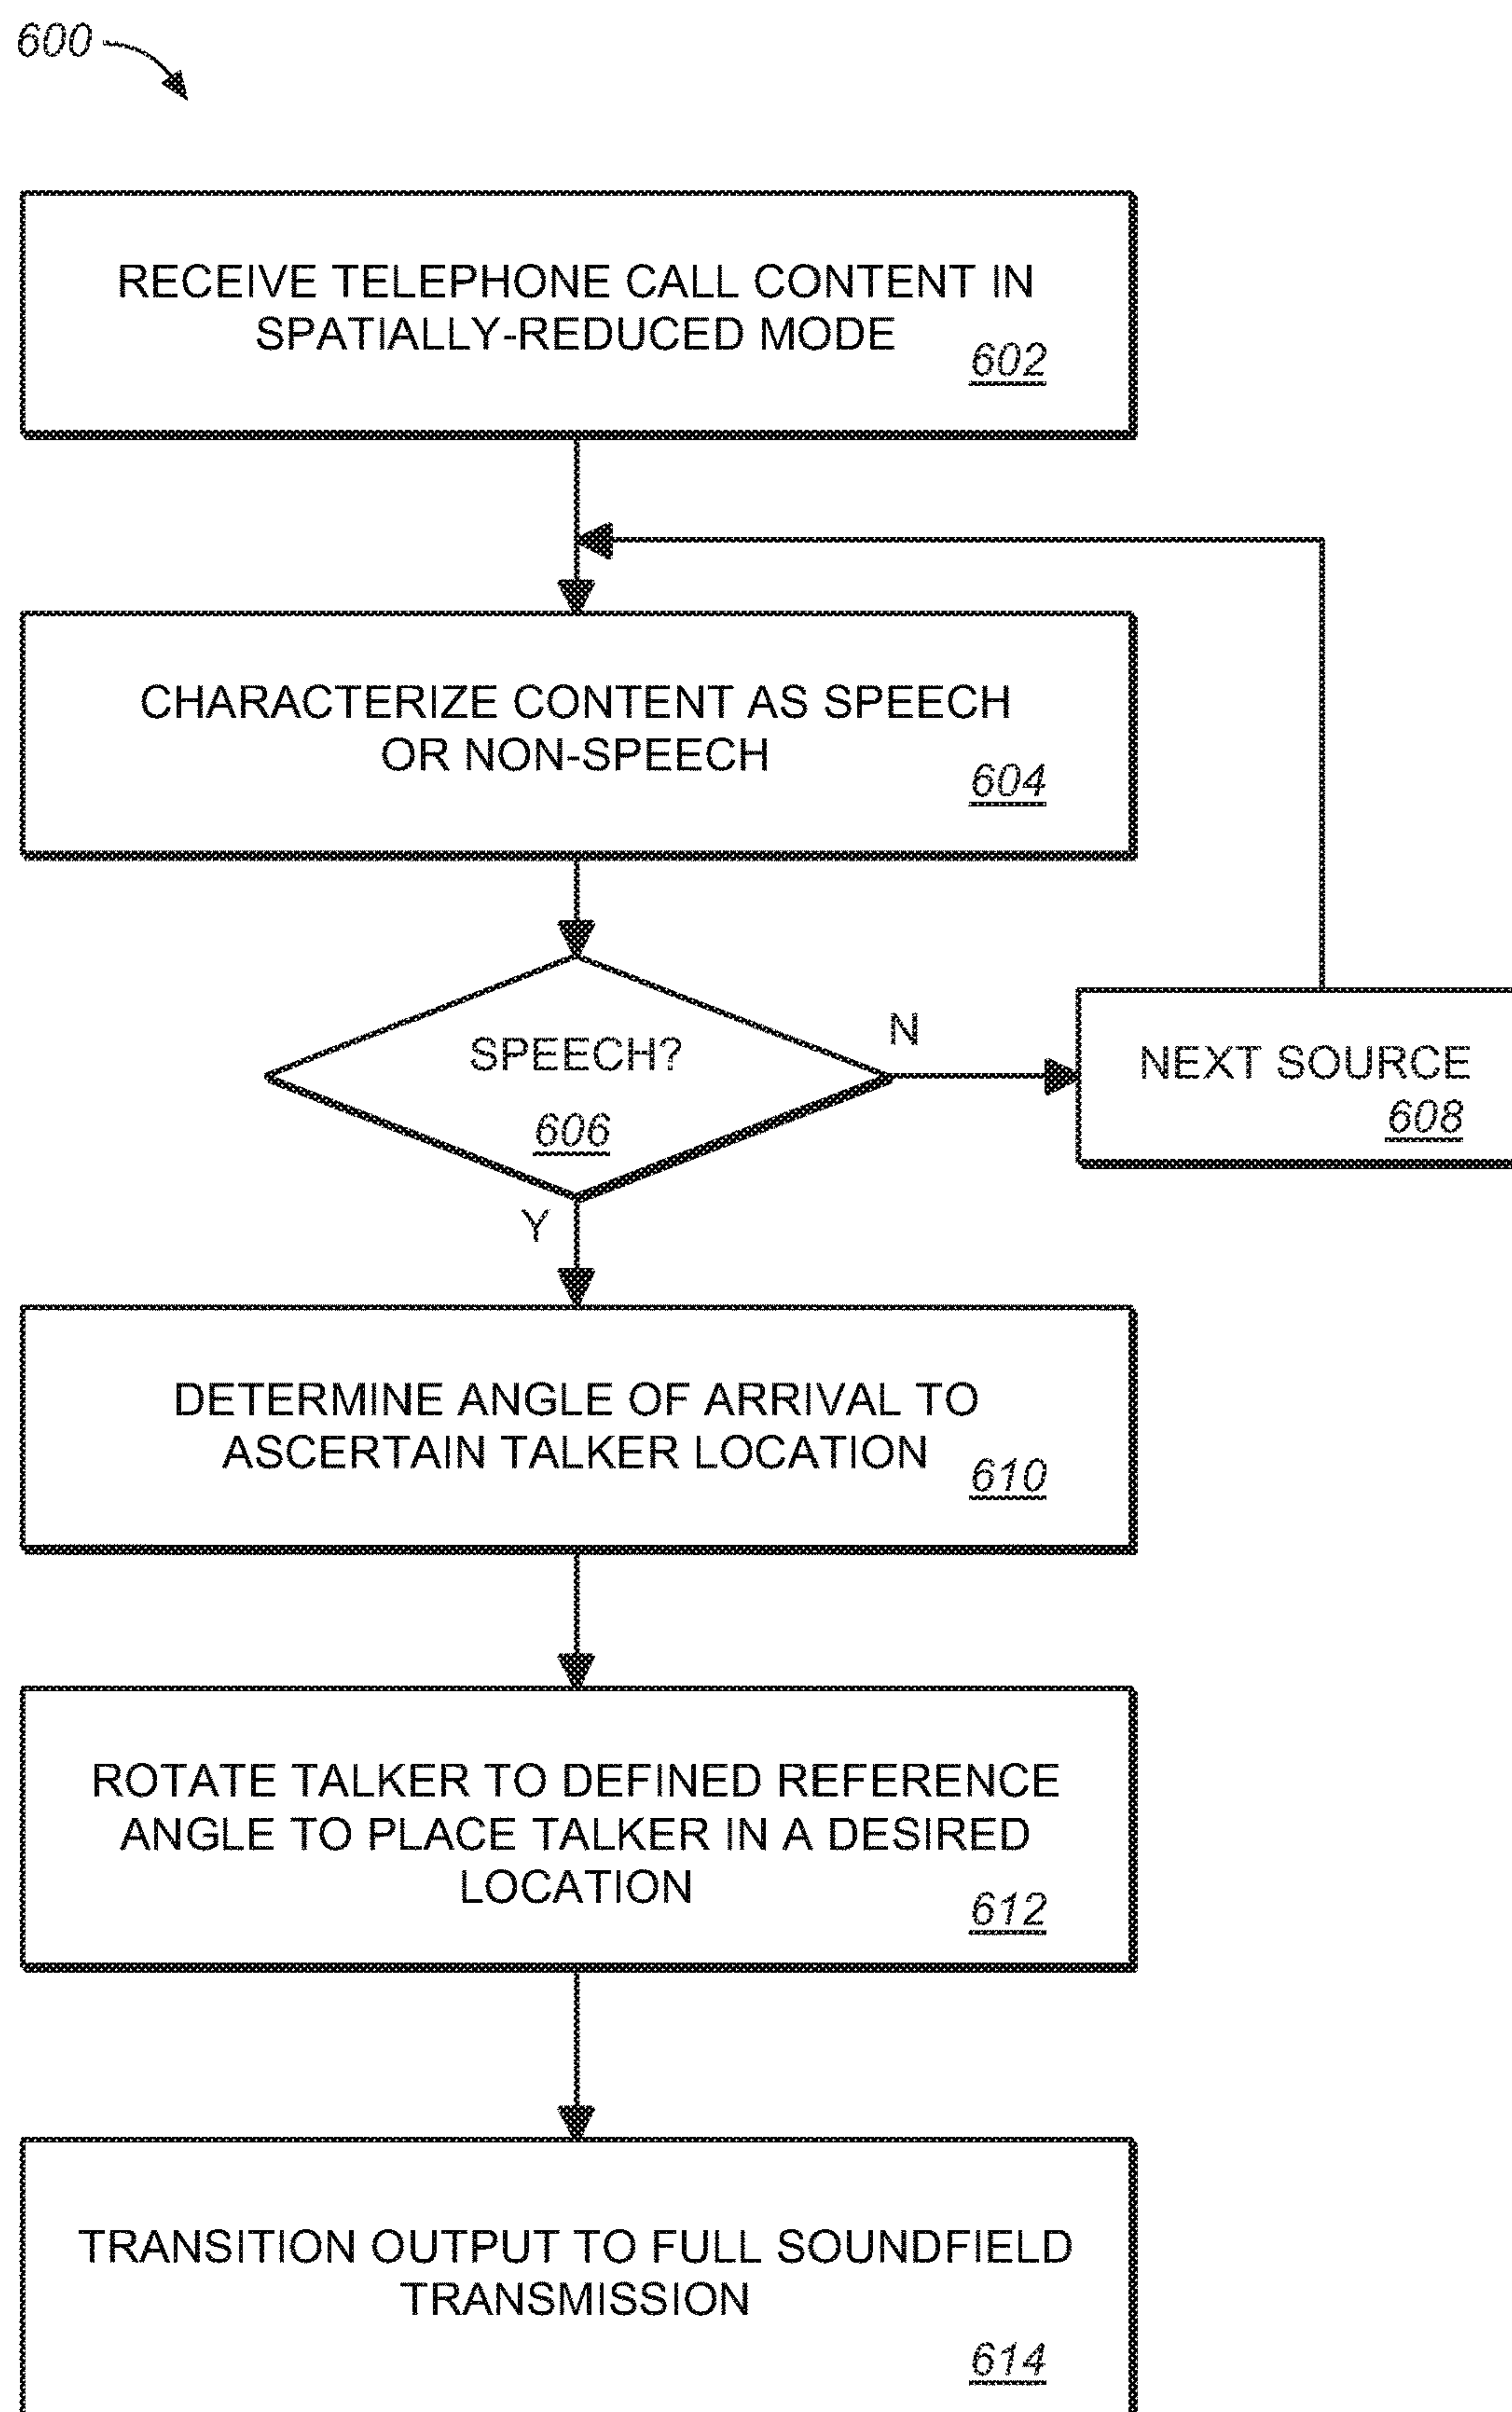 600
RECEIVE TELEPHONE CALL CONTENT IN
SPATIALLY-REDUCED MODE
602
CHARACTERIZE CONTENT AS SPEECH
OR NON-SPEECH
604
SPEECH?
606
N
NEXT SOURCE
608
Y
DETERMINE ANGLE OF ARRIVAL TO
ASCERTAIN TALKER LOCATION
610
ROTATE TALKER TO DEFINED REFERENCE
ANGLE TO PLACE TALKER IN A DESIRED
LOCATION
612
TRANSITION OUTPUT TO FULL SOUNDFIELD
TRANSMISSION
614